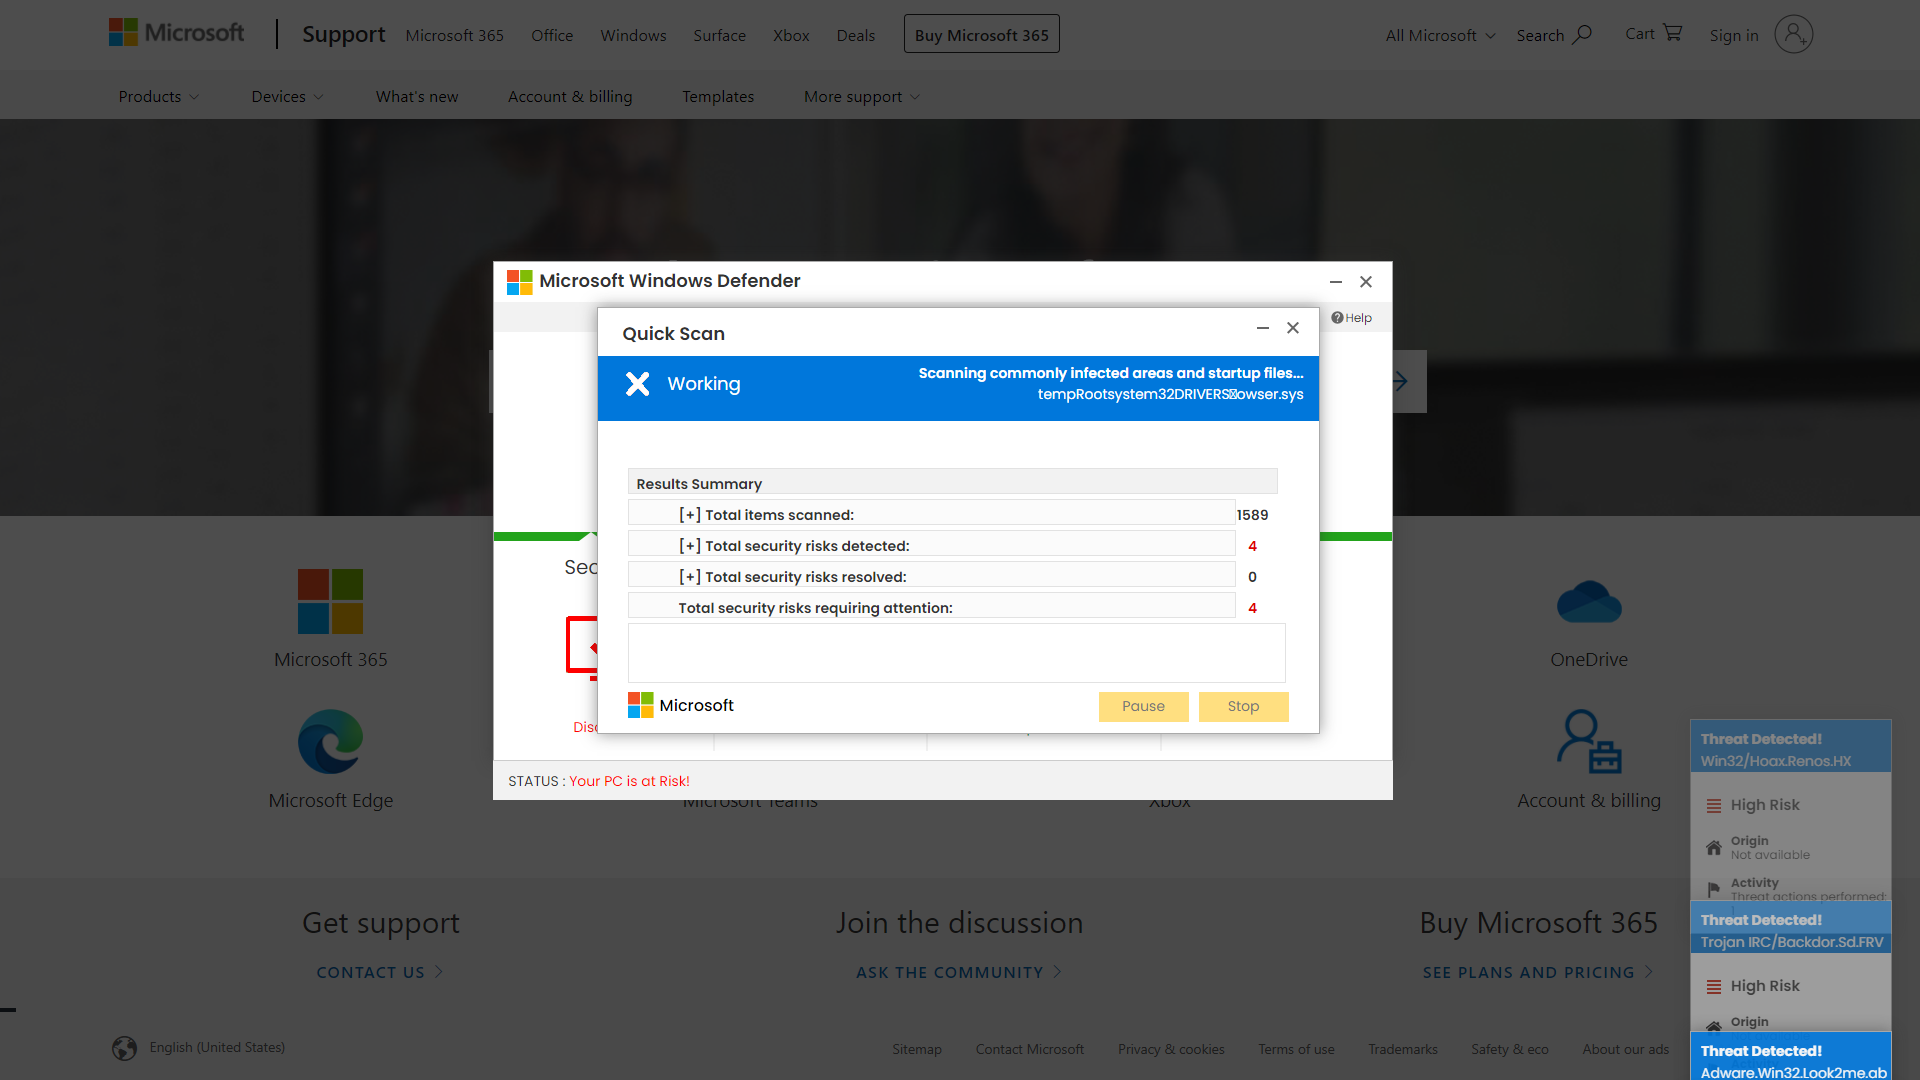 Microsoft
Support
Microsoft 365
Office
Windows
Surface
Xbox
Deals
Buy Microsoft 365
All Microsoft
Search
Cart
Sign in
Products
Devices
What's new
Account & billing
Templates
More support
Microsoft Windows Defender
Help
Quick Scan
Working
Scanning commonly infected areas and startup files...
Results Summary
[+] Total items scanned: 1589
[+] Total security risks detected: 4
[+] Total security risks resolved: 0
Total security risks requiring attention: 4
Microsoft
Pause
Stop
Sec
Disc
STATUS : Your PC is at Risk!
Microsoft 365
OneDrive
Microsoft Edge
Microsoft Teams
Xbox
Account & billing
Threat Detected!
Win32/Hoax.Renos.HX
High Risk
Origin
Not available
Activity
Threat actions performed:
Threat Detected!
Trojan IRC/Backdor.Sd.FRV
High Risk
Origin
Threat Detected!
Adware.Win32.Look2me.ab
Get support
CONTACT US
Join the discussion
ASK THE COMMUNITY
Buy Microsoft 365
SEE PLANS AND PRICING
English (United States)
Sitemap
Contact Microsoft
Privacy & cookies
Terms of use
Trademarks
Safety & eco
About our ads